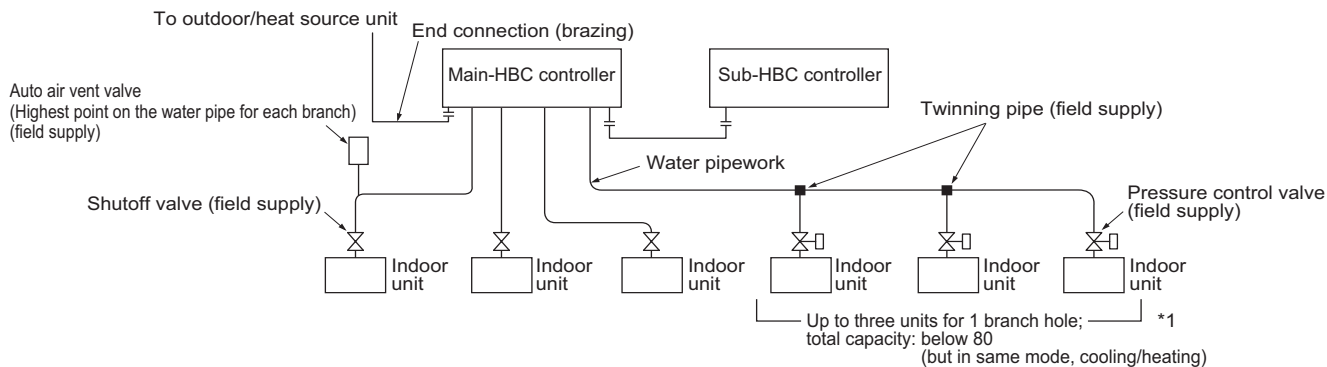 To outdoor/heat source unit
End connection (brazing)
Main-HBC controller
Sub-HBC controller
Auto air vent valve
(Highest point on the water pipe for each branch)
(field supply)
Twinning pipe (field supply)
Water pipework
Shutoff valve (field supply)
Pressure control valve
(field supply)
Indoor
unit
Indoor
unit
Indoor
unit
Indoor
unit
Indoor
unit
Indoor
unit
Up to three units for 1 branch hole; *1
total capacity: below 80
(but in same mode, cooling/heating)